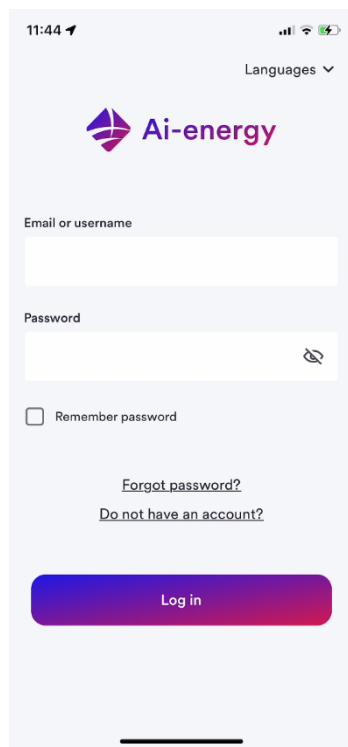 11:44
Languages
Ai-energy
Email or username
Password
Remember password
Forgot password?
Do not have an account?
Log in